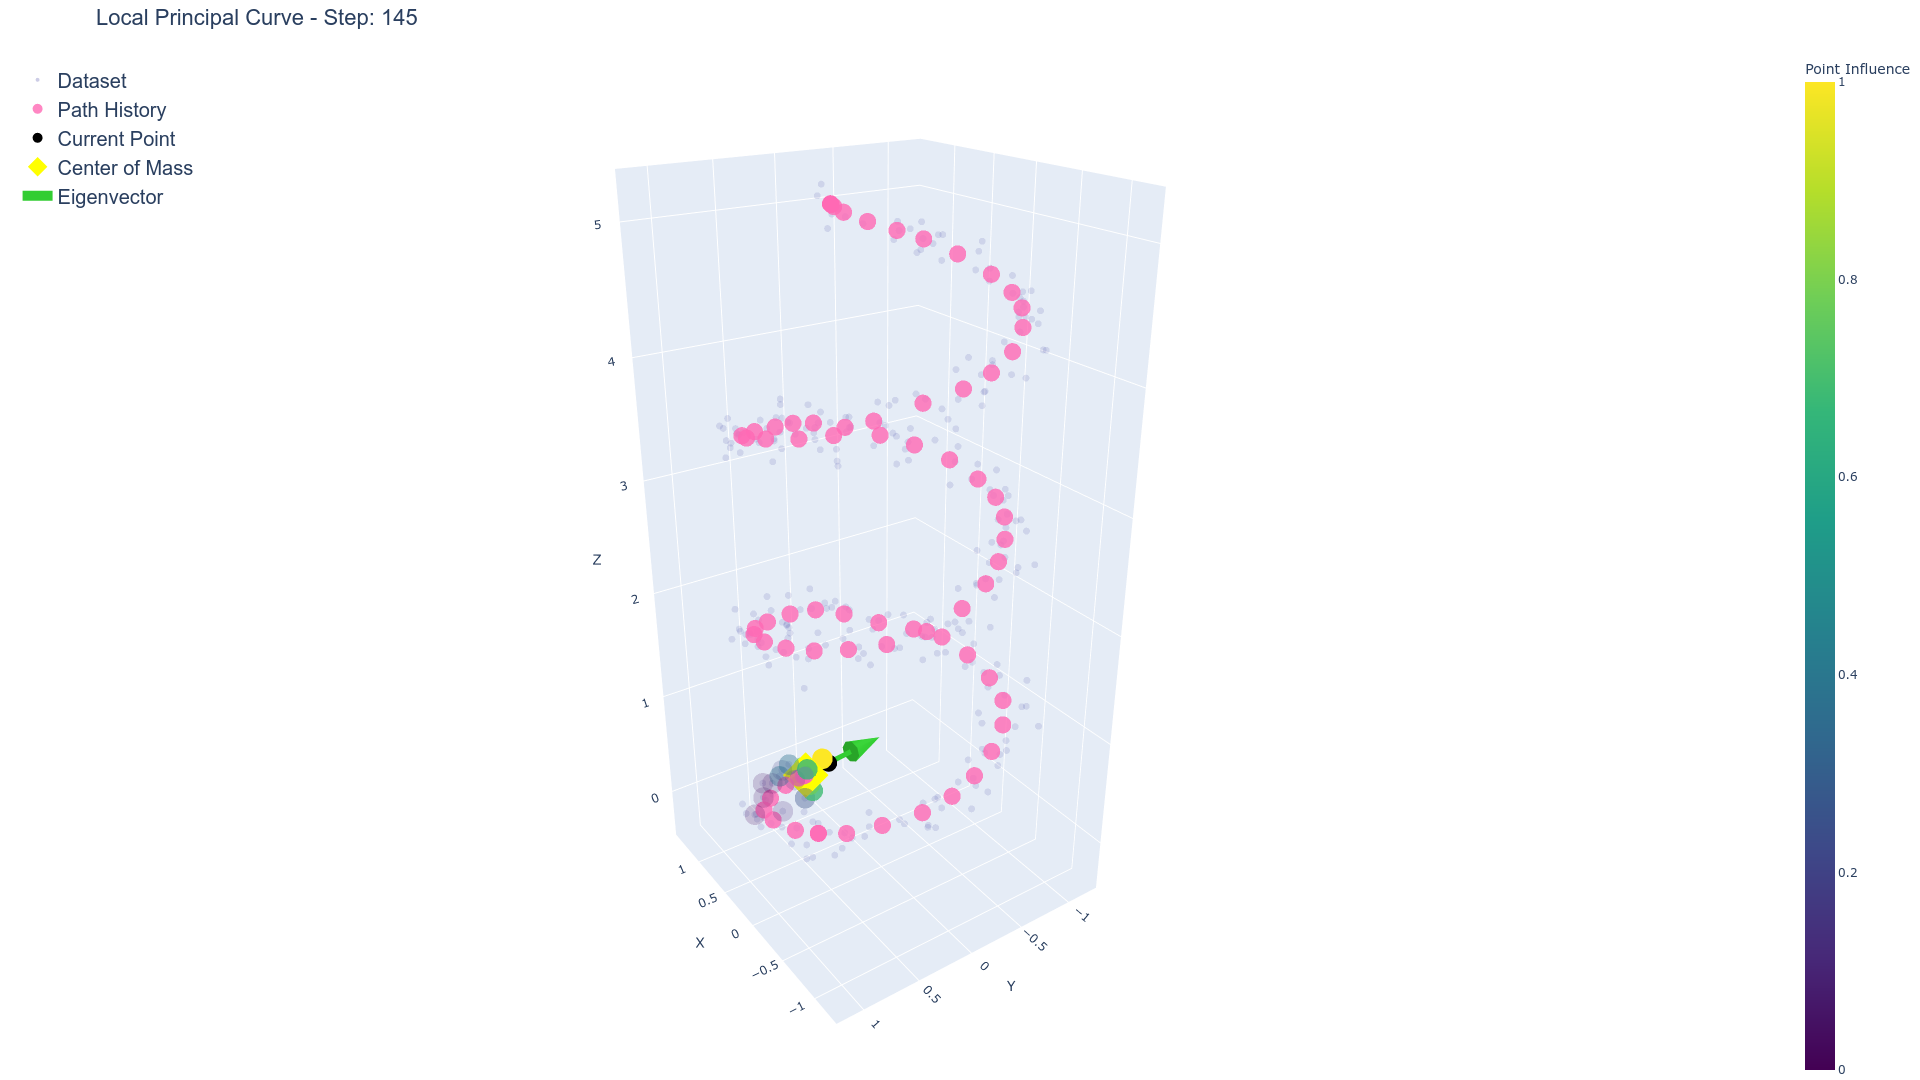 Local Principal Curve - Step: 145
Dataset
Path History
Current Point
Center of Mass
Eigenvector
Point Influence
1
0.8
0.6
0.4
0.2
0
5
4
3
2
1
0
Z
1
0.5
0
−0.5
−1
X
−1
−0.5
0
0.5
1
Y